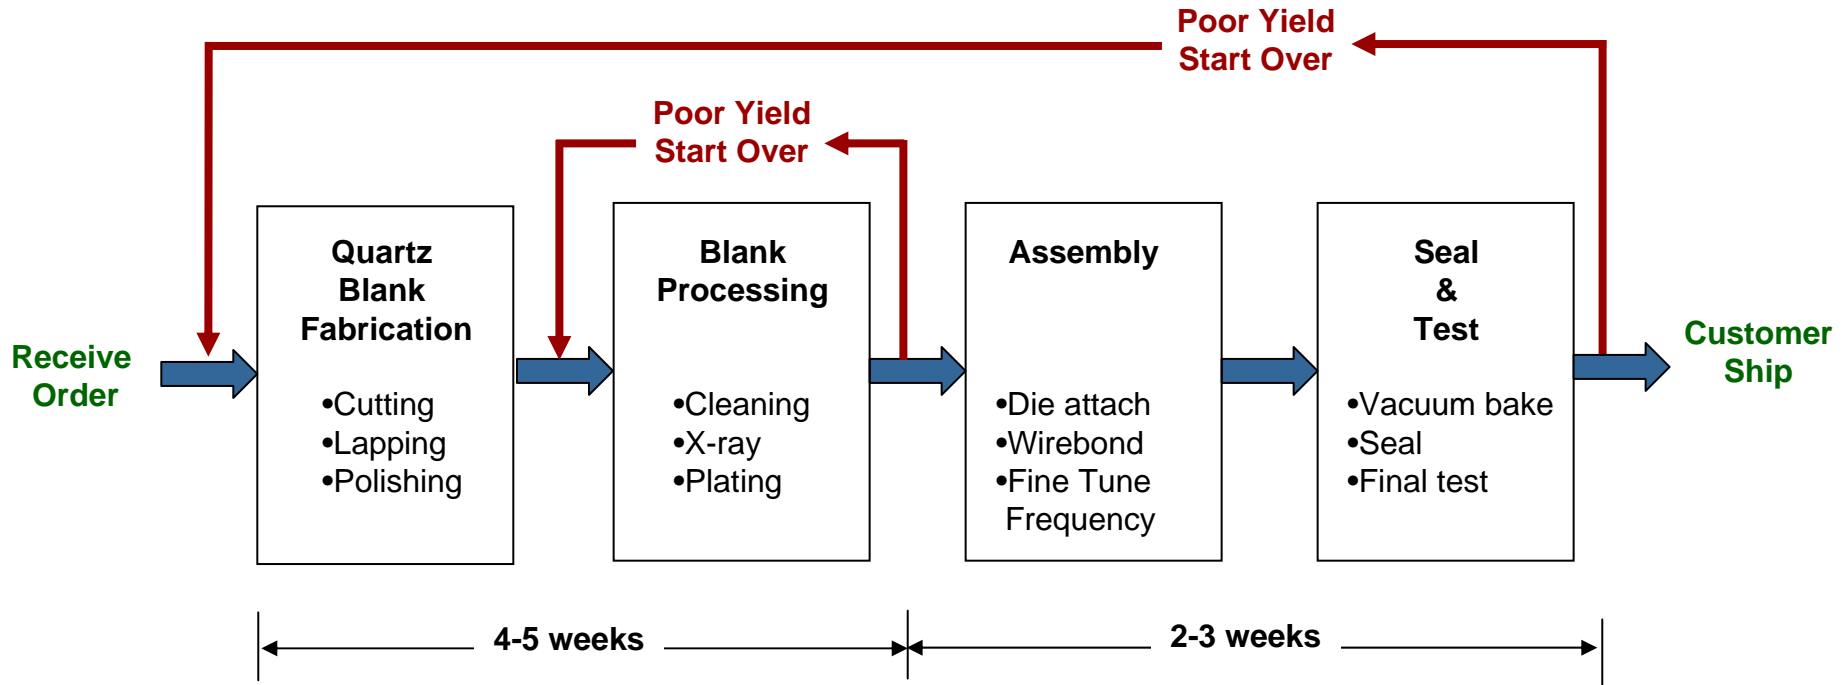 Poor Yield
Start Over
Poor Yield
Start Over
Receive
Order
Quartz
Blank
Fabrication
•Cutting
•Lapping
•Polishing
Blank
Processing
•Cleaning
•X-ray
•Plating
Assembly
•Die attach
•Wirebond
•Fine Tune
Frequency
Seal
&
Test
•Vacuum bake
•Seal
•Final test
Customer
Ship
4-5 weeks
2-3 weeks